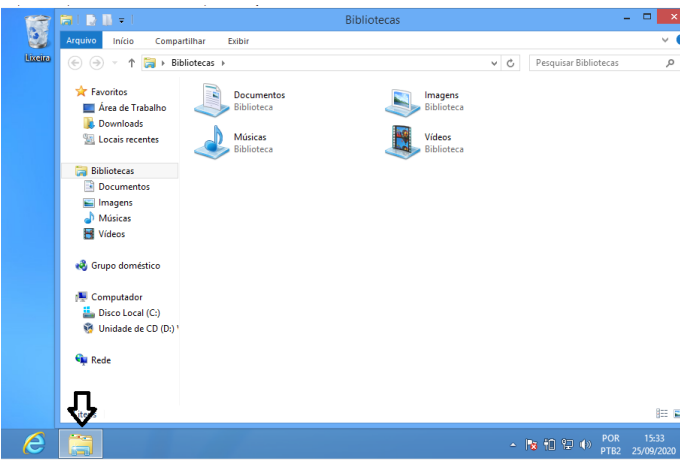 Bibliotecas
Arquivo
Início
Compartilhar
Exibir
Lixeira
Bibliotecas
Pesquisar Bibliotecas
Favoritos
Área de Trabalho
Downloads
Locais recentes
Bibliotecas
Documentos
Imagens
Músicas
Vídeos
Grupo doméstico
Computador
Disco Local (C:)
Unidade de CD (D:)
Rede
Documentos
Biblioteca
Imagens
Biblioteca
Músicas
Biblioteca
Vídeos
Biblioteca
POR
PTB2
15:33
25/09/2020